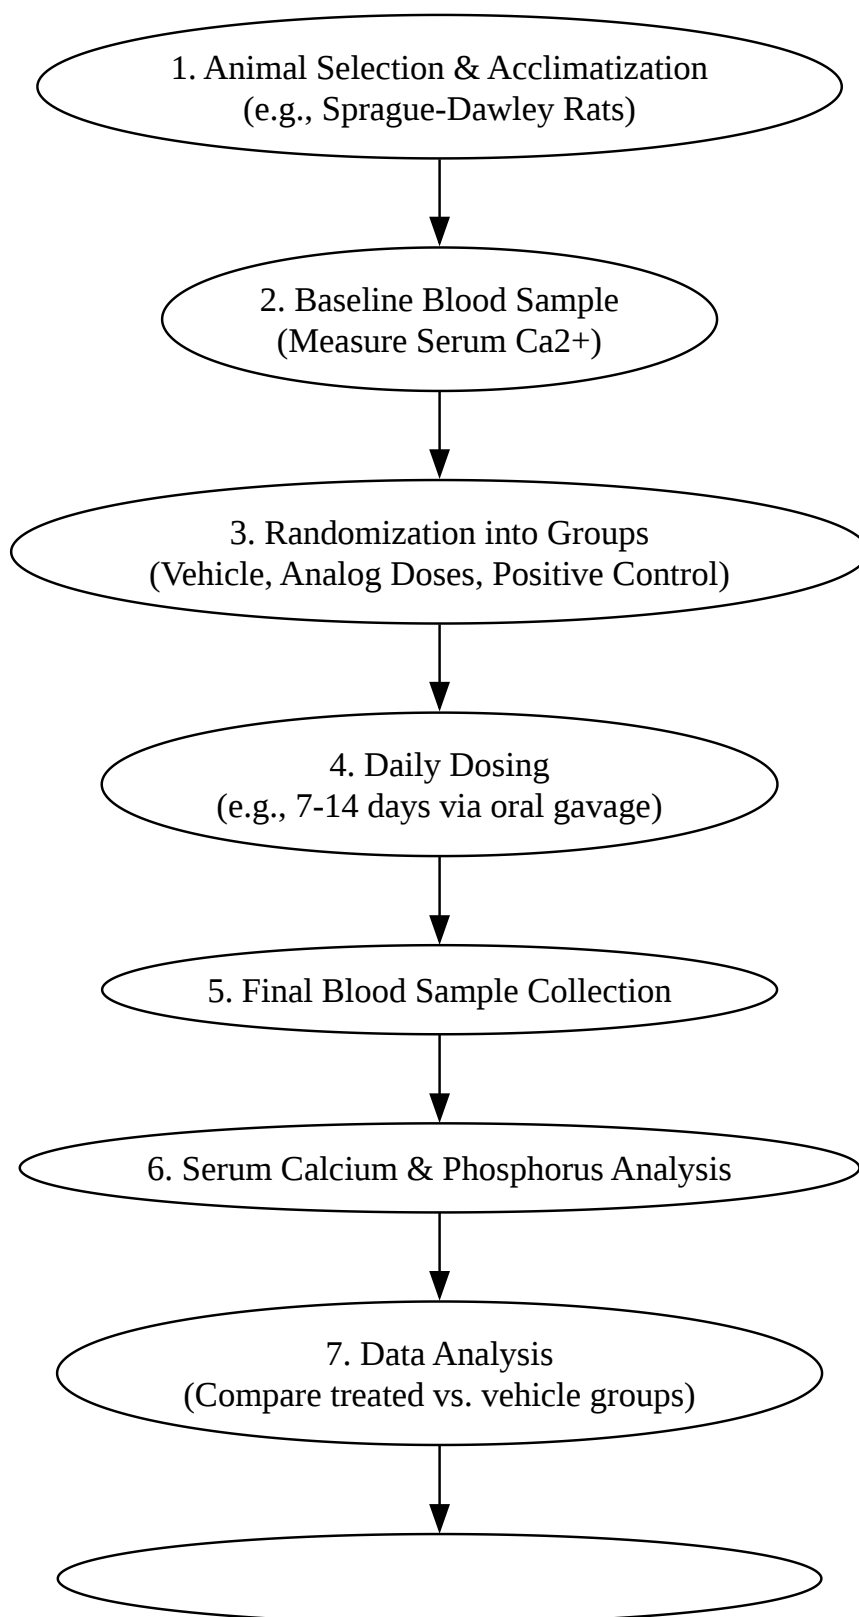 1. Animal Selection & Acclimatization
(e.g., Sprague-Dawley Rats)
2. Baseline Blood Sample
(Measure Serum Ca2+)
3. Randomization into Groups
(Vehicle, Analog Doses, Positive Control)
4. Daily Dosing
(e.g., 7-14 days via oral gavage)
5. Final Blood Sample Collection
6. Serum Calcium & Phosphorus Analysis
7. Data Analysis
(Compare treated vs. vehicle groups)